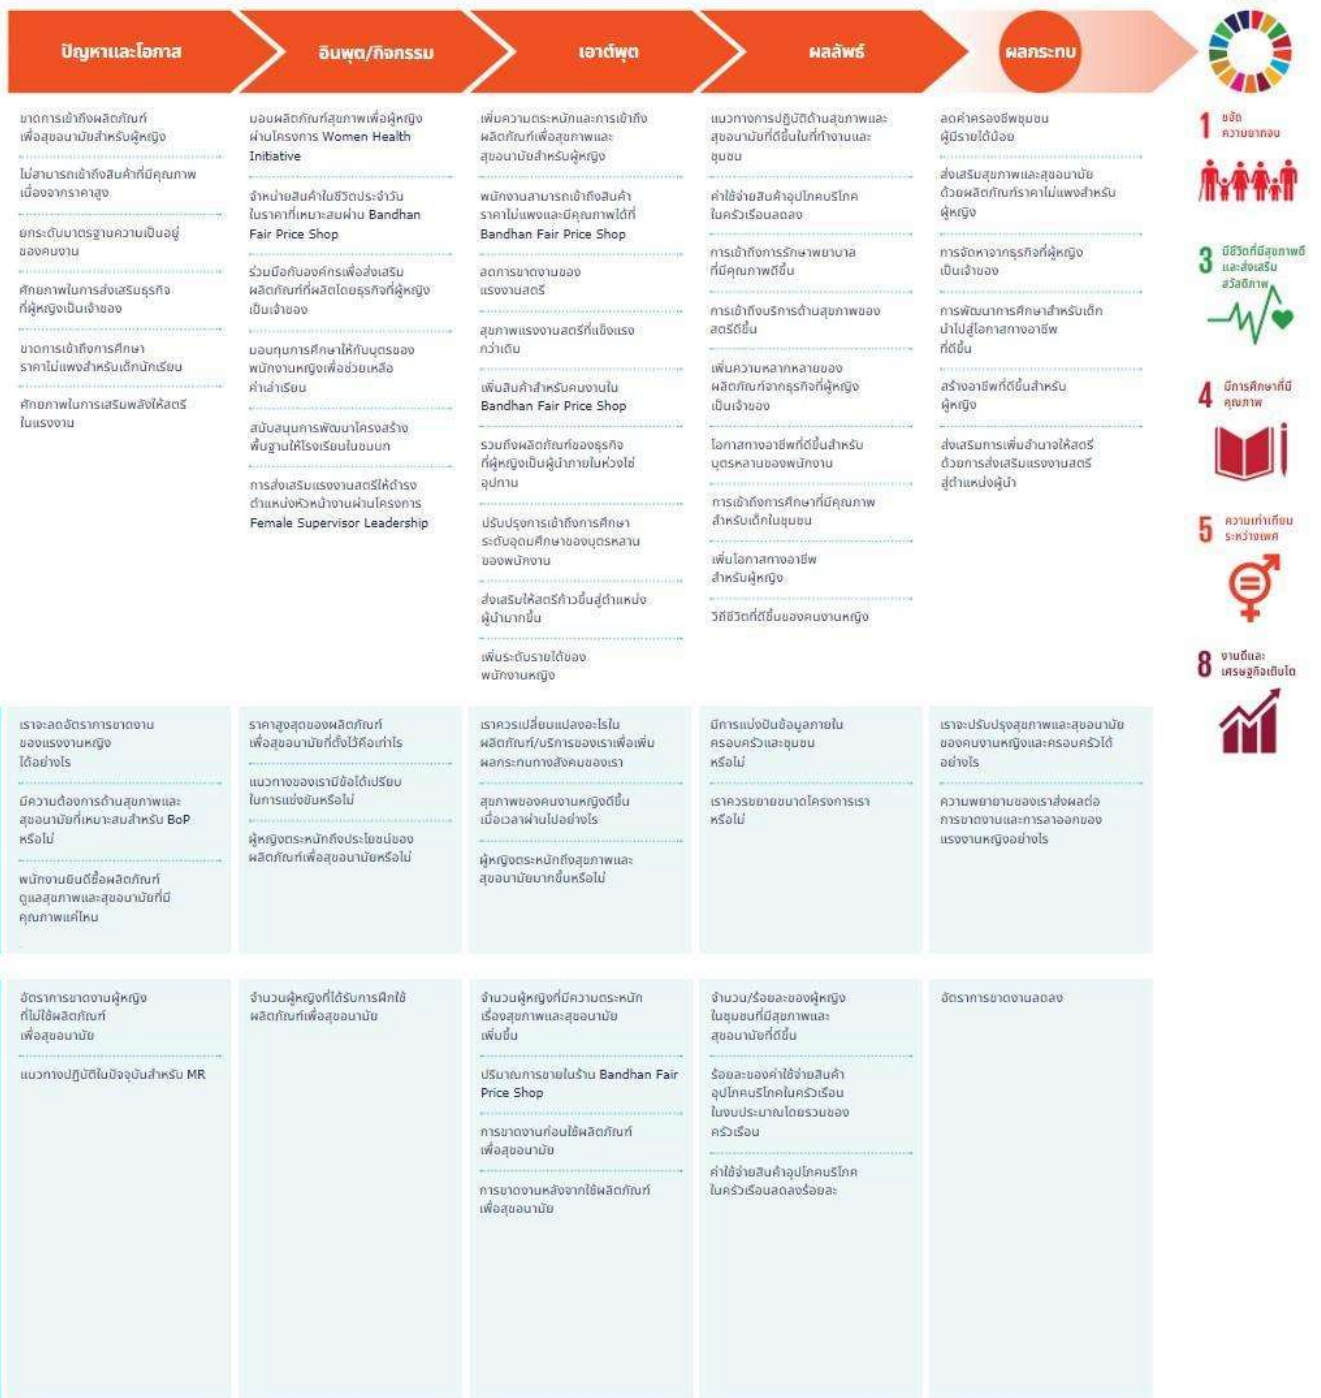 ปัญหาและโอกาส
อินพุต/กิจกรรม
เอาต์พุต
ผลลัพธ์
ผลกระทบ
ขาดการเข้าถึงผลิตภัณฑ์
เพื่อสุขอนามัยสำหรับผู้หญิง
ไม่สามารถเข้าถึงสินค้าที่มีคุณภาพ
เนื่องจากราคาสูง
ยกระดับมาตรฐานความเป็นอยู่
ของคนงาน
ศักยภาพในการส่งเสริมธุรกิจ
ที่ผู้หญิงเป็นเจ้าของ
ขาดการเข้าถึงการศึกษา
ราคาไม่แพงสำหรับเด็กนักเรียน
ศักยภาพในการเสริมพลังให้สตรี
ในแรงงาน
มอบผลิตภัณฑ์สุขภาพเพื่อผู้หญิง
ผ่านโครงการ Women Health
Initiative
จำหน่ายสินค้าในชีวิตประจำวัน
ในราคาที่เหมาะสมผ่าน Bandhan
Fair Price Shop
ร่วมมือกับองค์กรเพื่อส่งเสริม
ผลิตภัณฑ์ที่ผลิตโดยธุรกิจที่ผู้หญิง
เป็นเจ้าของ
มอบทุนการศึกษาให้กับบุตรของ
พนักงานหญิงเพื่อช่วยเหลือ
ค่าเล่าเรียน
สนับสนุนการพัฒนาโครงสร้าง
พื้นฐานให้โรงเรียนในชนบท
การส่งเสริมแรงงานสตรีให้ดำรง
ตำแหน่งหัวหน้างานผ่านโครงการ
Female Supervisor Leadership
เพิ่มความตระหนักและการเข้าถึง
ผลิตภัณฑ์เพื่อสุขภาพและ
สุขอนามัยสำหรับผู้หญิง
พนักงานสามารถเข้าถึงสินค้า
ราคาไม่แพงและมีคุณภาพได้ที่
Bandhan Fair Price Shop
ลดการขาดงานของ
แรงงานสตรี
สุขภาพแรงงานสตรีที่แข็งแรง
กว่าเดิม
เพิ่มสินค้าสำหรับคนงานใน
Bandhan Fair Price Shop
รวมถึงผลิตภัณฑ์ของธุรกิจ
ที่ผู้หญิงเป็นผู้นำภายในห่วงโซ่
อุปทาน
ปรับปรุงการเข้าถึงการศึกษา
ระดับอุดมศึกษาของบุตรหลาน
ของพนักงาน
ส่งเสริมให้สตรีก้าวขึ้นสู่ตำแหน่ง
ผู้นำมากขึ้น
เพิ่มระดับรายได้ของ
พนักงานหญิง
แนวทางการปฏิบัติด้านสุขภาพและ
สุขอนามัยที่ดีขึ้นในที่ทำงานและ
ชุมชน
ค่าใช้จ่ายสินค้าอุปโภคบริโภค
ในครัวเรือนลดลง
การเข้าถึงการรักษาพยาบาล
ที่มีคุณภาพดีขึ้น
การเข้าถึงบริการด้านสุขภาพของ
สตรีดีขึ้น
เพิ่มความหลากหลายของ
ผลิตภัณฑ์จากธุรกิจที่ผู้หญิง
เป็นเจ้าของ
โอกาสทางอาชีพที่ดีขึ้นสำหรับ
บุตรหลานของพนักงาน
การเข้าถึงการศึกษาที่มีคุณภาพ
สำหรับเด็กในชุมชน
เพิ่มโอกาสทางอาชีพ
สำหรับผู้หญิง
วิถีชีวิตที่ดีขึ้นของคนงานหญิง
ลดค่าครองชีพชุมชน
ผู้มีรายได้น้อย
ส่งเสริมสุขภาพและสุขอนามัย
ด้วยผลิตภัณฑ์ราคาไม่แพงสำหรับ
ผู้หญิง
การจัดหาจากธุรกิจที่ผู้หญิง
เป็นเจ้าของ
การพัฒนาการศึกษาสำหรับเด็ก
นำไปสู่โอกาสทางอาชีพ
ที่ดีขึ้น
สร้างอาชีพที่ดีขึ้นสำหรับ
ผู้หญิง
ส่งเสริมการเพิ่มอำนาจให้สตรี
ด้วยการส่งเสริมแรงงานสตรี
สู่ตำแหน่งผู้นำ
1 ขจัด
ความยากจน
3 มีชีวิตที่มีสุขภาพดี
และส่งเสริม
สวัสดิภาพ
4 มีการศึกษาที่มี
คุณภาพ
5 ความเท่าเทียม
ระหว่างเพศ
8 งานดีและ
เศรษฐกิจเติบโต
เราจะลดอัตราการขาดงาน
ของแรงงานหญิง
ได้อย่างไร
มีความต้องการด้านสุขภาพและ
สุขอนามัยที่เหมาะสมสำหรับ BoP
หรือไม่
พนักงานยินดีซื้อผลิตภัณฑ์
ดูแลสุขภาพและสุขอนามัยที่มี
คุณภาพแค่ไหน
ราคาสูงสุดของผลิตภัณฑ์
เพื่อสุขอนามัยที่ตั้งไว้คือเท่าไร
แนวทางของเรามีข้อได้เปรียบ
ในการแข่งขันหรือไม่
ผู้หญิงตระหนักถึงประโยชน์ของ
ผลิตภัณฑ์เพื่อสุขอนามัยหรือไม่
เราควรเปลี่ยนแปลงอะไรใน
ผลิตภัณฑ์/บริการของเราเพื่อเพิ่ม
ผลกระทบทางสังคมของเรา
สุขภาพของคนงานหญิงดีขึ้น
เมื่อเวลาผ่านไปอย่างไร
ผู้หญิงตระหนักถึงสุขภาพและ
สุขอนามัยมากขึ้นหรือไม่
มีการแบ่งปันข้อมูลภายใน
ครอบครัวและชุมชน
หรือไม่
เราควรขยายขนาดโครงการเรา
หรือไม่
เราจะปรับปรุงสุขภาพและสุขอนามัย
ของคนงานหญิงและครอบครัวได้
อย่างไร
ความพยายามของเราส่งผลต่อ
การขาดงานและการลาออกของ
แรงงานหญิงอย่างไร
อัตราการขาดงานผู้หญิง
ที่ไม่ใช้ผลิตภัณฑ์
เพื่อสุขอนามัย
แนวทางปฏิบัติในปัจจุบันสำหรับ MR
จำนวนผู้หญิงที่ได้รับการฝึกใช้
ผลิตภัณฑ์เพื่อสุขอนามัย
จำนวนผู้หญิงที่มีความตระหนัก
เรื่องสุขภาพและสุขอนามัย
เพิ่มขึ้น
ปริมาณการขายในร้าน Bandhan Fair
Price Shop
การขาดงานก่อนใช้ผลิตภัณฑ์
เพื่อสุขอนามัย
การขาดงานหลังจากใช้ผลิตภัณฑ์
เพื่อสุขอนามัย
จำนวน/ร้อยละของผู้หญิง
ในชุมชนที่มีสุขภาพและ
สุขอนามัยที่ดีขึ้น
ร้อยละของค่าใช้จ่ายสินค้า
อุปโภคบริโภคในครัวเรือน
ในงบประมาณโดยรวมของ
ครัวเรือน
ค่าใช้จ่ายสินค้าอุปโภคบริโภค
ในครัวเรือนลดลงร้อยละ
อัตราการขาดงานลดลง